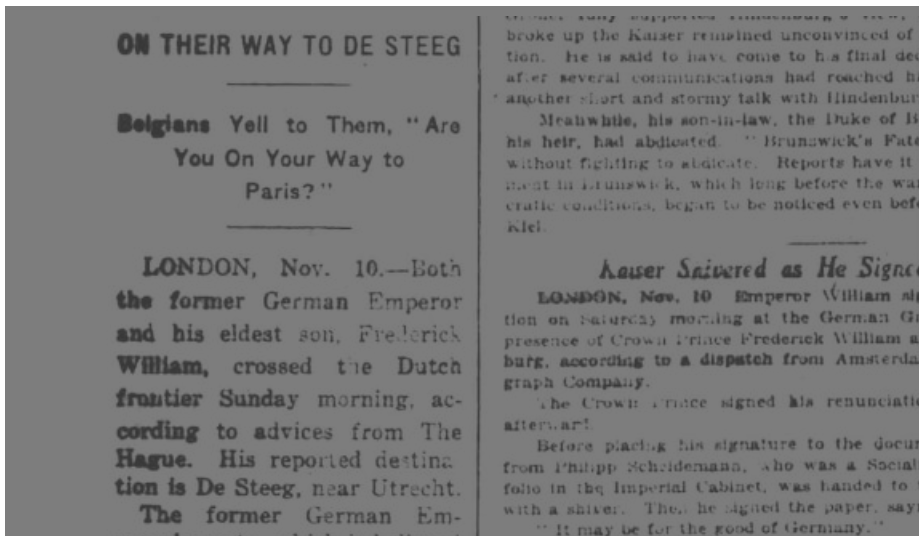 ON THEIR WAY TO DE STEEG
Belgians Yell to Them, "Are
You On Your Way to
Paris?"
LONDON, Nov. 10.—Both
the former German Emperor
and his eldest son, Frederick
William, crossed the Dutch
frontier Sunday morning, ac-
cording to advices from The
Hague. His reported destina
tion is De Steeg, near Utrecht.
The former German Em-
broke up the Kaiser remained unconvinced of
tion. He is said to have come to his final dec
after several communications had reached h
another short and stormy talk with Hindenbur
Meanwhile, his son-in-law, the Duke of B
his heir, had abdicated. "Brunswick's Fate
without fighting to abdicate. Reports have it
ment in Brunswick, which long before the war
cratic conditions, began to be noticed even befo
Kiel.
Kaiser Shivered as He Signe
LONDON, Nov. 10 Emperor William sig
tion on Saturday morning at the German G
presence of Crown Prince Frederick William a
burg, according to a dispatch from Amsterda
graph Company.
The Crown Prince signed his renunciati
afterward.
Before placing his signature to the docu
from Philipp Scheidemann, who was a Social
folio in the Imperial Cabinet, was handed to
with a shiver. Then he signed the paper, say
"It may be for the good of Germany."